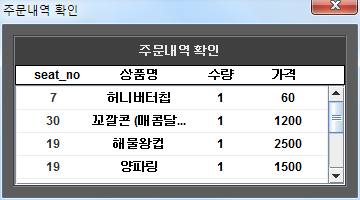 주문내역 확인
주문내역 확인
seat_no 상품명 수량 가격
7 허니버터칩 1 60
30 꼬깔콘 (매콤달... 1 1200
19 해물왕컵 1 2500
19 양파링 1 1500